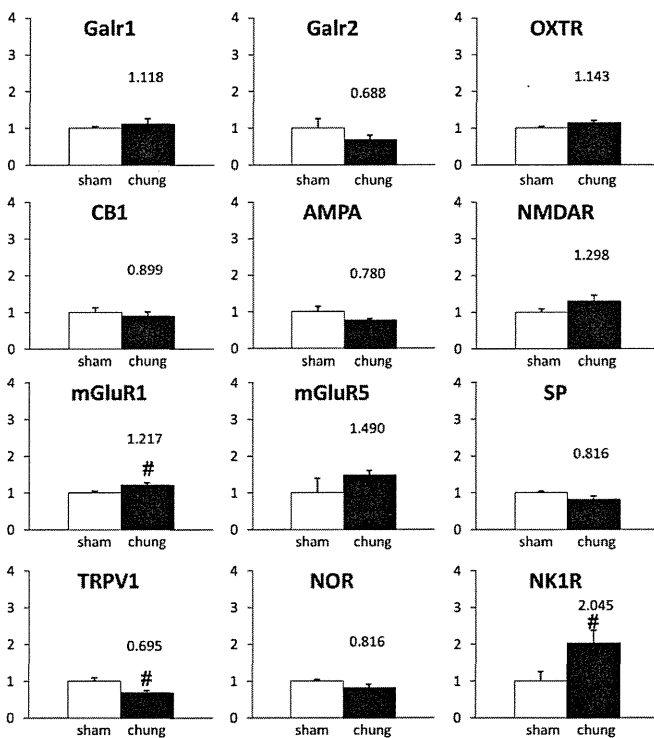 4 Galr1
3
1.118
2
1
0
sham chung
4 Galr2
3
0.688
2
1
0
sham chung
4 OXTR
3
1.143
2
1
0
sham chung
4 CB1
3
0.899
2
1
0
sham chung
4 AMPA
3
0.780
2
1
0
sham chung
4 NMDAR
3
1.298
2
1
0
sham chung
4 mGluR1
3
1.217
2 #
1
0
sham chung
4 mGluR5
3
1.490
2
1
0
sham chung
4 SP
3
0.816
2
1
0
sham chung
4 TRPV1
3
0.695
2
1 #
0
sham chung
4 NOR
3
0.816
2
1
0
sham chung
4 NK1R
3 2.045
#
2
1
0
sham chung